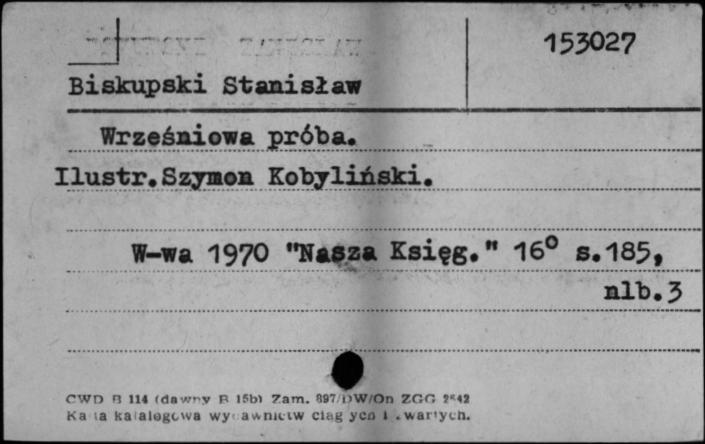 153027
Biskupski Stanisław
Wrześniowa próba.
Ilustr.Szymon Kobyliński.
W-wa 1970 "Nasza Księg." 16° s.185,
nlb.3
CWD B 114 (dawny B 15b) Zam. 897/DW/On ZGG